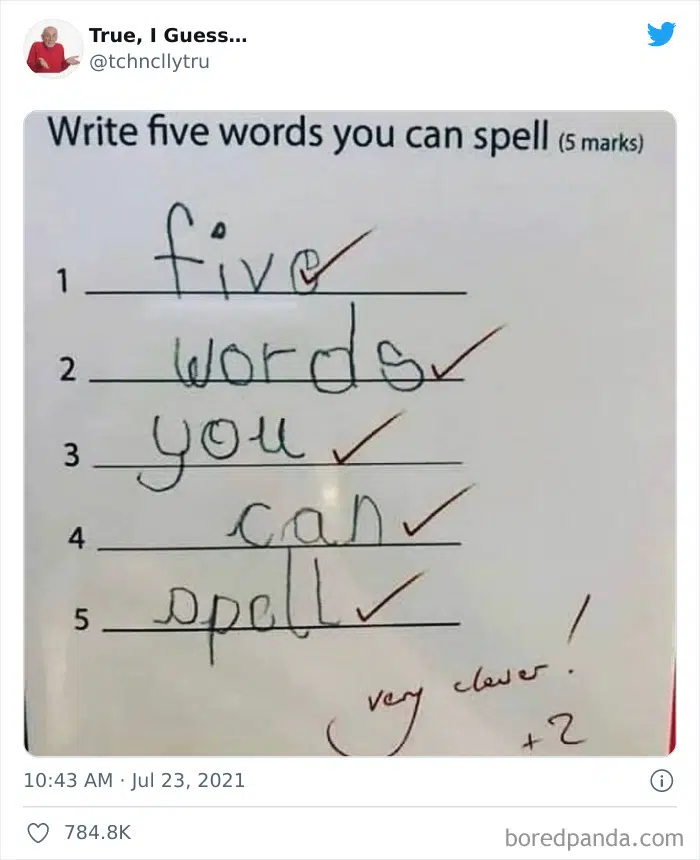 True, I Guess...
@tchncllytru
Write five words you can spell (5 marks)
1 five
2 words
3 you
4 can
5 spell
very clever!
+2
10:43 AM · Jul 23, 2021
784.8K
boredpanda.com